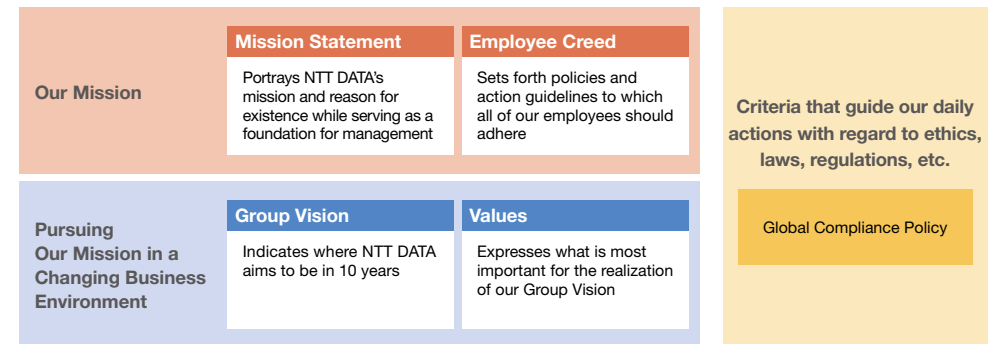 Our Mission
Mission Statement
Portrays NTT DATA's
mission and reason for
existence while serving as a
foundation for management
Employee Creed
Sets forth policies and
action guidelines to which
all of our employees should
adhere
Pursuing
Our Mission in a
Changing Business
Environment
Group Vision
Indicates where NTT DATA
aims to be in 10 years
Values
Expresses what is most
important for the realization
of our Group Vision
Criteria that guide our daily
actions with regard to ethics,
laws, regulations, etc.
Global Compliance Policy